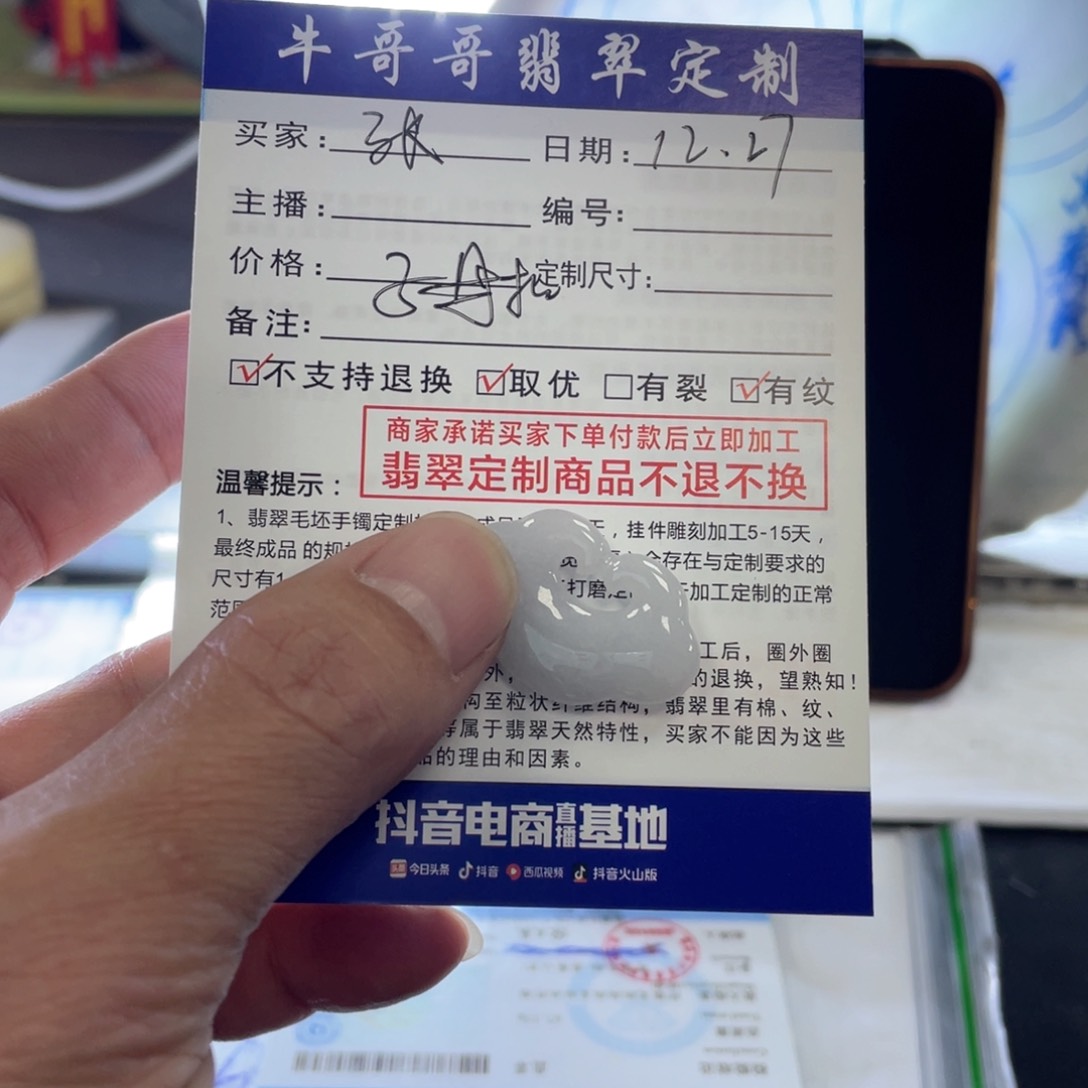 牛哥哥翡翠定制
买家: 张 日期: 12.27
主播: 编号:
价格: 定制尺寸:
备注:
☑不支持退换 ☑取优 □有裂 ☑有纹
商家承诺买家下单付款后立即加工
翡翠定制商品不退不换
温馨提示:
1、翡翠毛坯手镯定制 ,挂件雕刻加工5-15天,
最终成品的规 存在与定制要求的
尺寸有1 打磨 加工定制的正常
范围
工后,圈外圈
外, 的退换,望熟知!
构至粒状纤维结构,翡翠里有棉、纹、
等属于翡翠天然特性,买家不能因为这些
品的理由和因素。
抖音电商直播基地
头条 今日头条 抖音 西瓜视频 抖音火山版